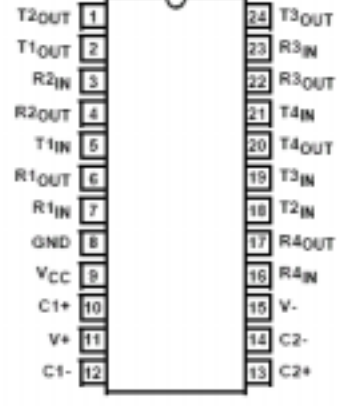 T2OUT 1 24 T3OUT
T1OUT 2 23 R3IN
R2IN 3 22 R3OUT
R2OUT 4 21 T4IN
T1IN 5 20 T4OUT
R1OUT 6 19 T3IN
R1IN 7 18 T2IN
GND 8 17 R4OUT
VCC 9 16 R4IN
C1+ 10 15 V-
V+ 11 14 C2-
C1- 12 13 C2+